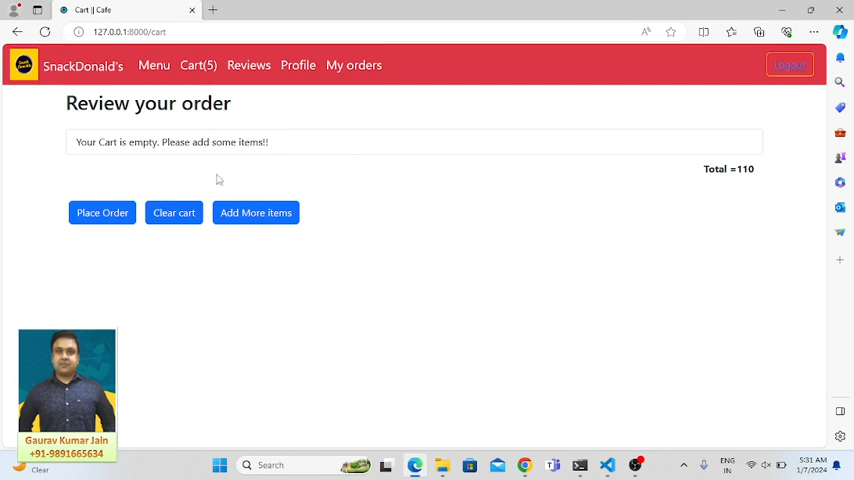 Cart || Cafe
127.0.0.1:8000/cart
SnackDonald's
Menu
Cart(5)
Reviews
Profile
My orders
Logout
Review your order
Your Cart is empty. Please add some items!!
Total =110
Place Order
Clear cart
Add More items
Gaurav Kumar Jain
+91-9891665634
Clear
Search
ENG
IN
5:31 AM
1/7/2024